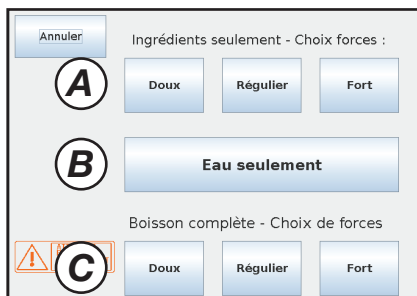 Annuler
Ingrédients seulement - Choix forces :
A
Doux Régulier Fort
B
Eau seulement
Boisson complète - Choix de forces
C
Doux Régulier Fort